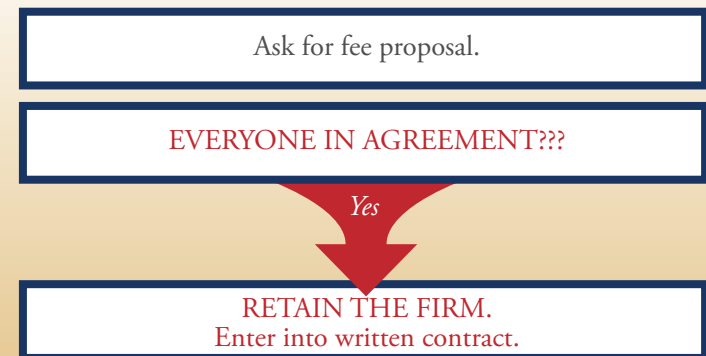 Ask for fee proposal.
EVERYONE IN AGREEMENT???
Yes
RETAIN THE FIRM.
Enter into written contract.